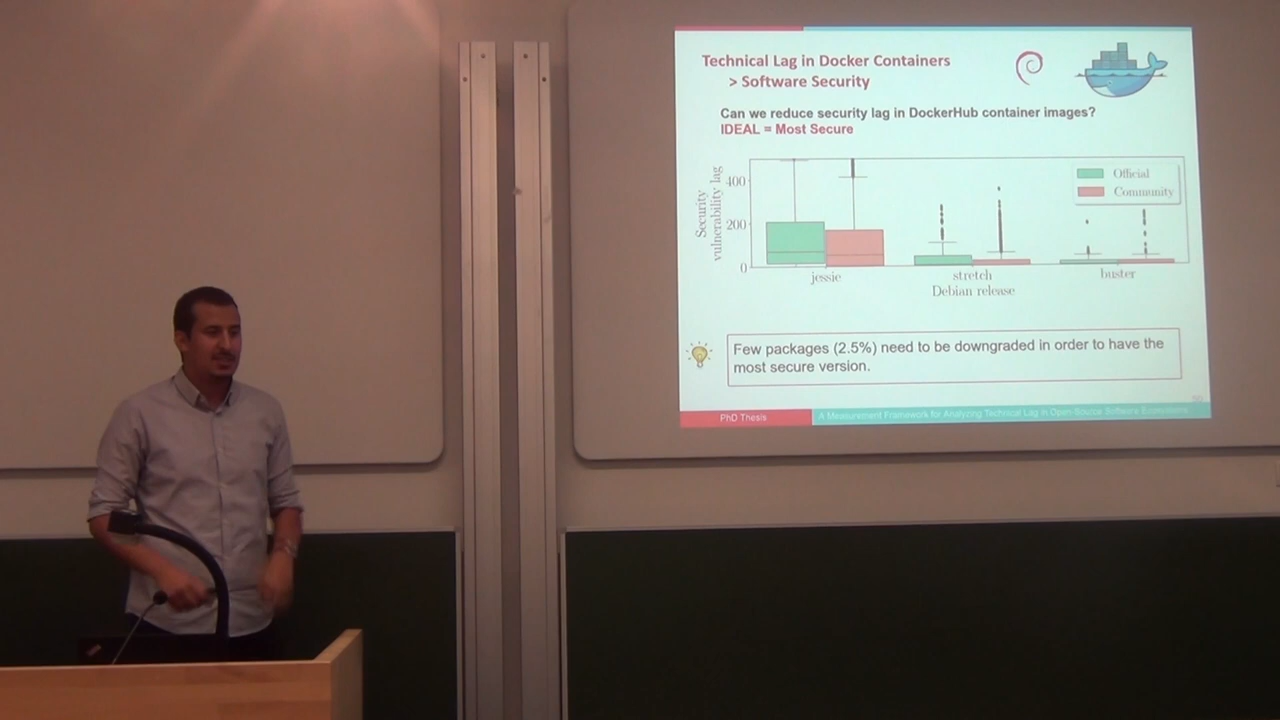 Technical Lag in Docker Containers
> Software Security
Can we reduce security lag in DockerHub container images?
IDEAL = Most Secure
Security
vulnerability lag
400
200
0
Official
Community
jessie
stretch
buster
Debian release
Few packages (2.5%) need to be downgraded in order to have the
most secure version.
PhD Thesis
A Measurement Framework for Analyzing Technical Lag in Open-Source Software Ecosystems